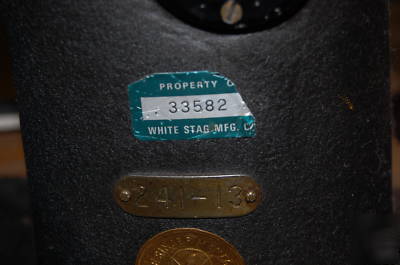 PROPERTY
33582
WHITE STAG MFG.
241-13